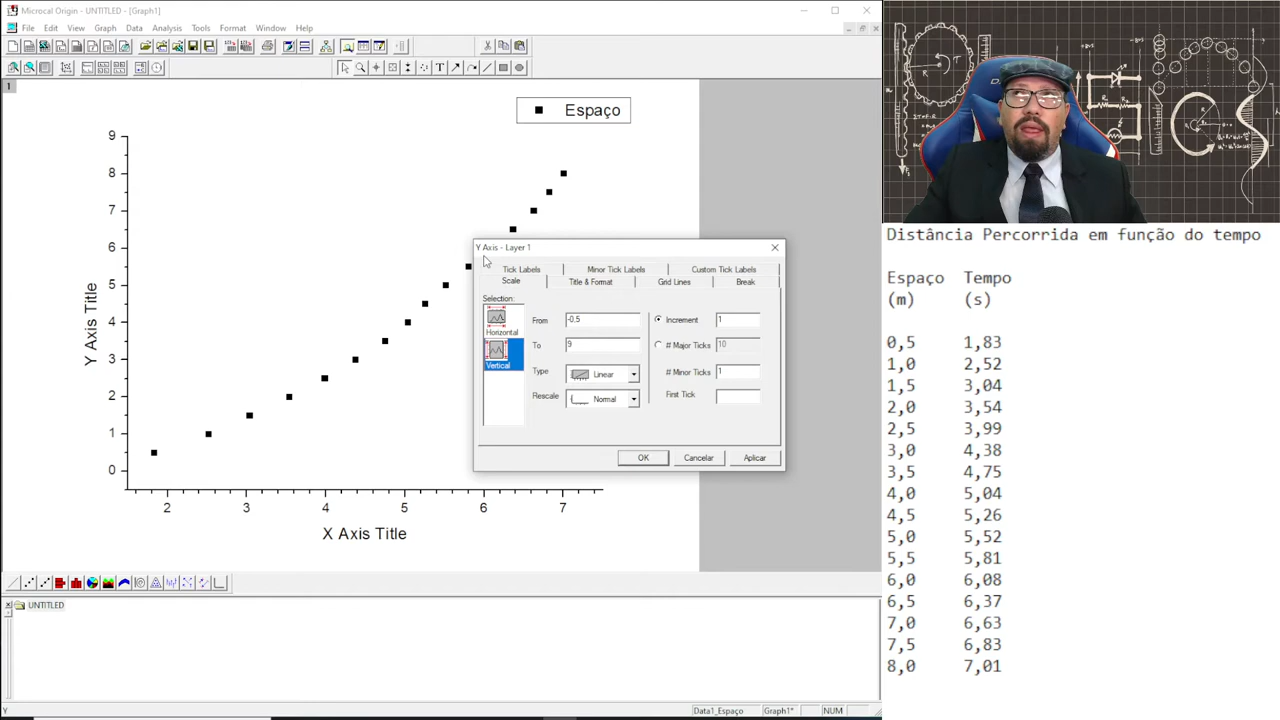 Microcal Origin - UNTITLED - [Graph1]
File Edit View Graph Data Analysis Tools Format Window Help
1
Espaço
9
8
7
6
5
4
3
2
1
0
Y Axis Title
2 3 4 5 6 7
X Axis Title
Y Axis - Layer 1
Tick Labels Minor Tick Labels Custom Tick Labels
Scale Title & Format Grid Lines Break
Selection:
Horizontal
Vertical
From -0,5
To 9
Type Linear
Rescale Normal
Increment 1
# Major Ticks 10
# Minor Ticks 1
First Tick
OK Cancelar Aplicar
UNTITLED
Y
Data1_Espaço Graph1* NUM
Distância Percorrida em função do tempo
Espaço Tempo
(m) (s)
0,5 1,83
1,0 2,52
1,5 3,04
2,0 3,54
2,5 3,99
3,0 4,38
3,5 4,75
4,0 5,04
4,5 5,26
5,0 5,52
5,5 5,81
6,0 6,08
6,5 6,37
7,0 6,63
7,5 6,83
8,0 7,01